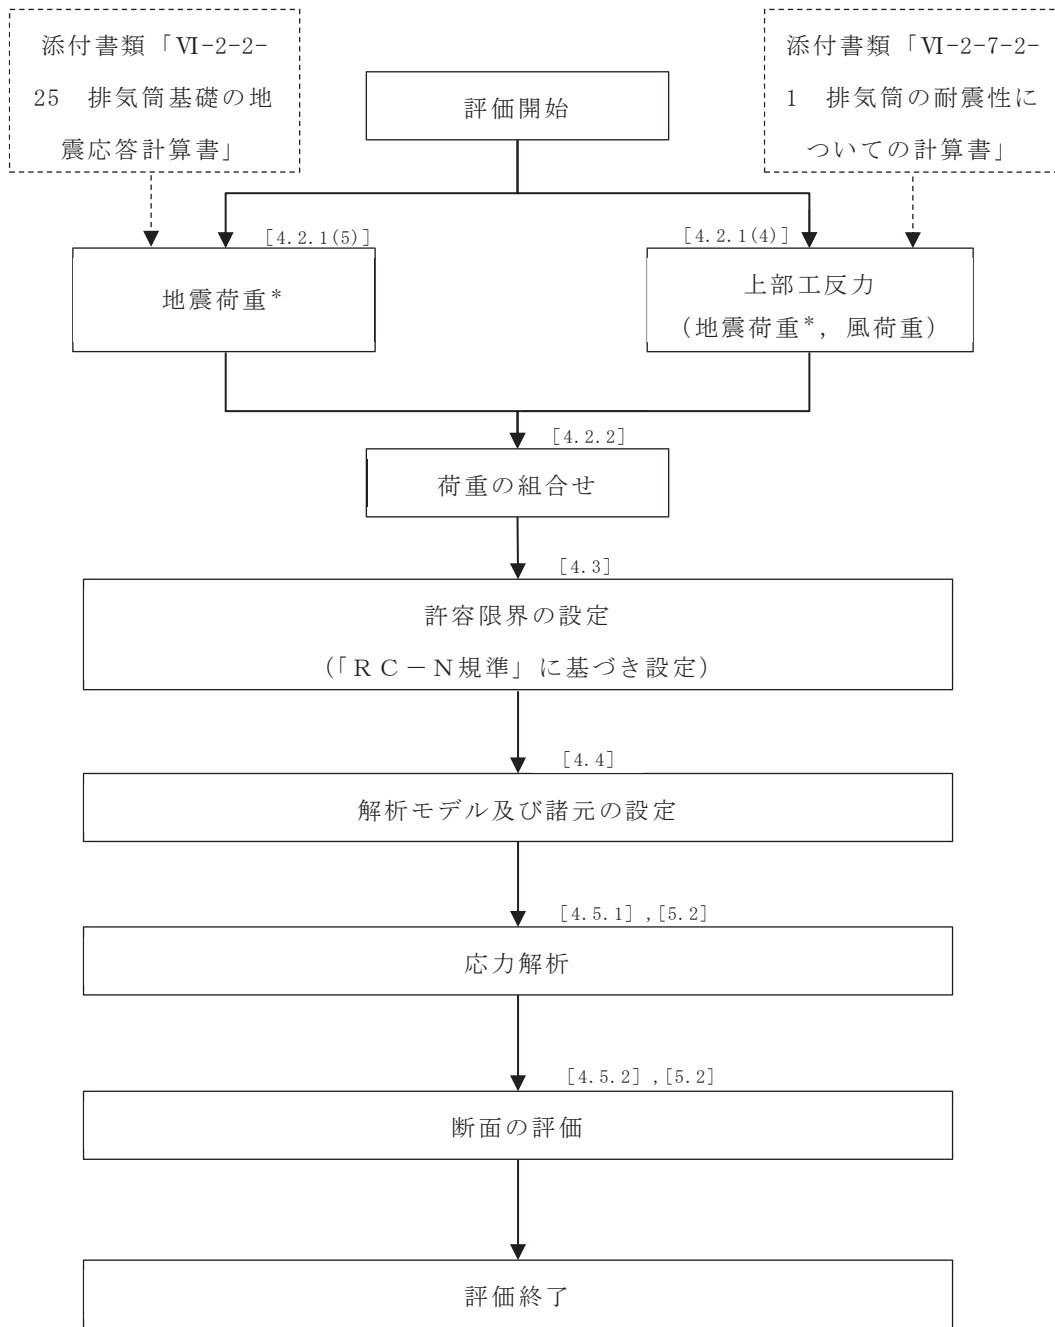 添付書類「Ⅵ-2-2-
25　排気筒基礎の地
震応答計算書」
添付書類「Ⅵ-2-7-2-
1　排気筒の耐震性に
ついての計算書」
評価開始
[4.2.1(5)]
地震荷重*
[4.2.1(4)]
上部工反力
（地震荷重*，風荷重）
[4.2.2]
荷重の組合せ
[4.3]
許容限界の設定
（「ＲＣ－Ｎ規準」に基づき設定）
[4.4]
解析モデル及び諸元の設定
[4.5.1],[5.2]
応力解析
[4.5.2],[5.2]
断面の評価
評価終了